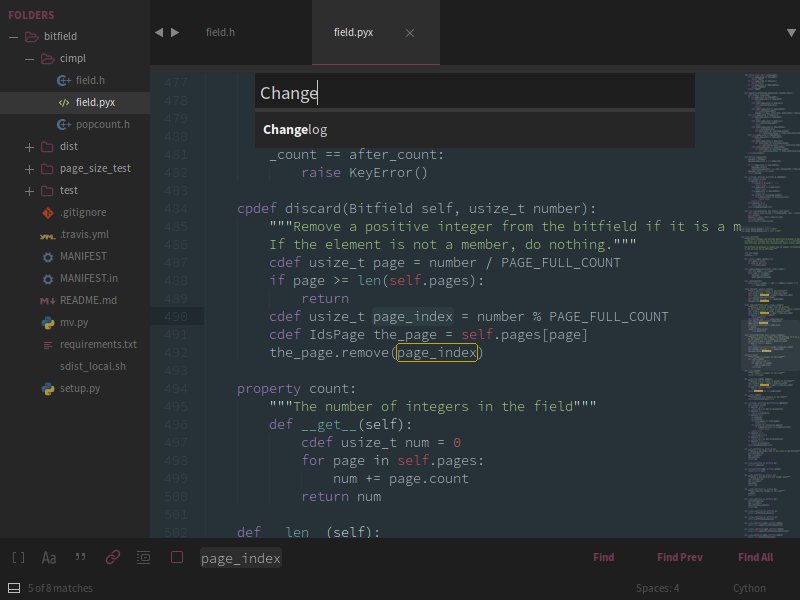 FOLDERS
bitfield
cimpl
field.h
field.pyx
popcount.h
dist
page_size_test
test
.gitignore
.travis.yml
MANIFEST
MANIFEST.in
README.md
mv.py
requirements.txt
sdist_local.sh
setup.py
field.h
field.pyx
Change
Changelog
477
478
479
480
481 _count == after_count:
482 raise KeyError()
483
484 cpdef discard(Bitfield self, usize_t number):
485 """Remove a positive integer from the bitfield if it is a m
486 If the element is not a member, do nothing."""
487 cdef usize_t page = number / PAGE_FULL_COUNT
488 if page >= len(self.pages):
489 return
490 cdef usize_t page_index = number % PAGE_FULL_COUNT
491 cdef IdsPage the_page = self.pages[page]
492 the_page.remove(page_index)
493
494 property count:
495 """The number of integers in the field"""
496 def __get__(self):
497 cdef usize_t num = 0
498 for page in self.pages:
499 num += page.count
500 return num
501
502 def __len__(self):
[ ] Aa ” page_index Find Find Prev Find All
5 of 8 matches Spaces: 4 Cython